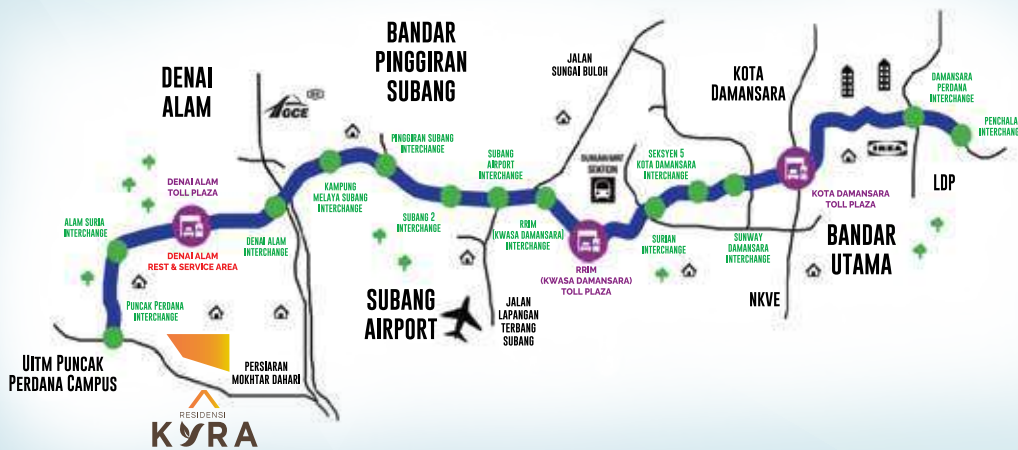 BANDAR
PINGGIRAN
SUBANG
DENAI
ALAM
JALAN
SUNGAI BULOH
KOTA
DAMANSARA
DAMANSARA
PERDANA
INTERCHANGE
PENCHALA
INTERCHANGE
GCE
PINGGIRAN SUBANG
INTERCHANGE
SUBANG
AIRPORT
INTERCHANGE
STATION
SEKSYEN 5
KOTA DAMANSARA
INTERCHANGE
IKEA
LDP
DENAI ALAM
TOLL PLAZA
KAMPUNG
MELAYA SUBANG
INTERCHANGE
KOTA DAMANSARA
TOLL PLAZA
ALAM SURIA
INTERCHANGE
DENAI ALAM
INTERCHANGE
SUBANG 2
INTERCHANGE
RRIM
(KWASA DAMANSARA)
INTERCHANGE
SURIAN
INTERCHANGE
SUNWAY
DAMANSARA
INTERCHANGE
BANDAR
UTAMA
DENAI ALAM
REST & SERVICE AREA
RRIM
(KWASA DAMANSARA)
TOLL PLAZA
PUNCAK PERDANA
INTERCHANGE
SUBANG
AIRPORT
JALAN
LAPANGAN
TERBANG
SUBANG
NKVE
UITM PUNCAK
PERDANA CAMPUS
PERSIARAN
MOKHTAR DAHARI
RESIDENSI
KYRA